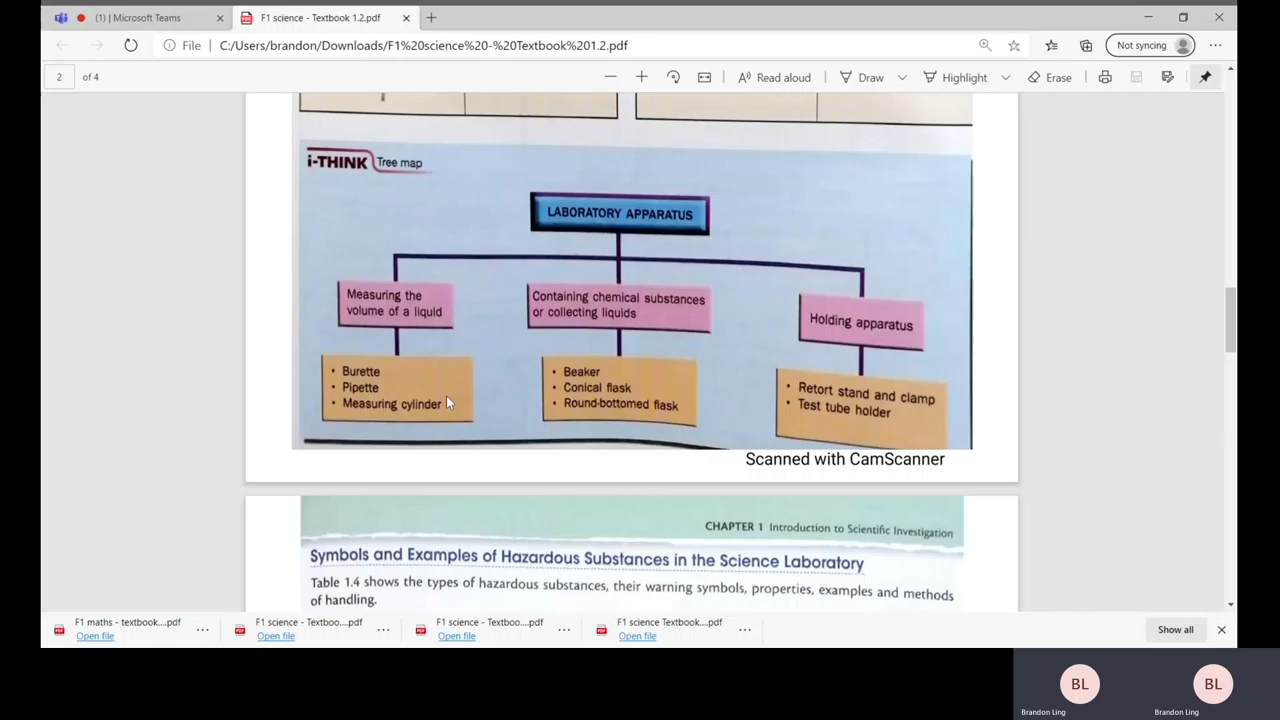 (1) Microsoft Teams
F1 science - Textbook 1.2.pdf
File
C:/Users/brandon/Downloads/F1%20science%20-%20Textbook%201.2.pdf
Not syncing
2 of 4
Read aloud
Draw
Highlight
Erase
i-THINK Tree map
LABORATORY APPARATUS
Measuring the
volume of a liquid
• Burette
• Pipette
• Measuring cylinder
Containing chemical substances
or collecting liquids
• Beaker
• Conical flask
• Round-bottomed flask
Holding apparatus
• Retort stand and clamp
• Test tube holder
Scanned with CamScanner
CHAPTER 1 Introduction to Scientific Investigation
Symbols and Examples of Hazardous Substances in the Science Laboratory
Table 1.4 shows the types of hazardous substances, their warning symbols, properties, examples and methods
of handling.
F1 maths - textbook....pdf
Open file
F1 science - Textboo....pdf
Open file
F1 science - Textboo....pdf
Open file
F1 science Textbook....pdf
Open file
Show all
BL
Brandon Ling
BL
Brandon Ling